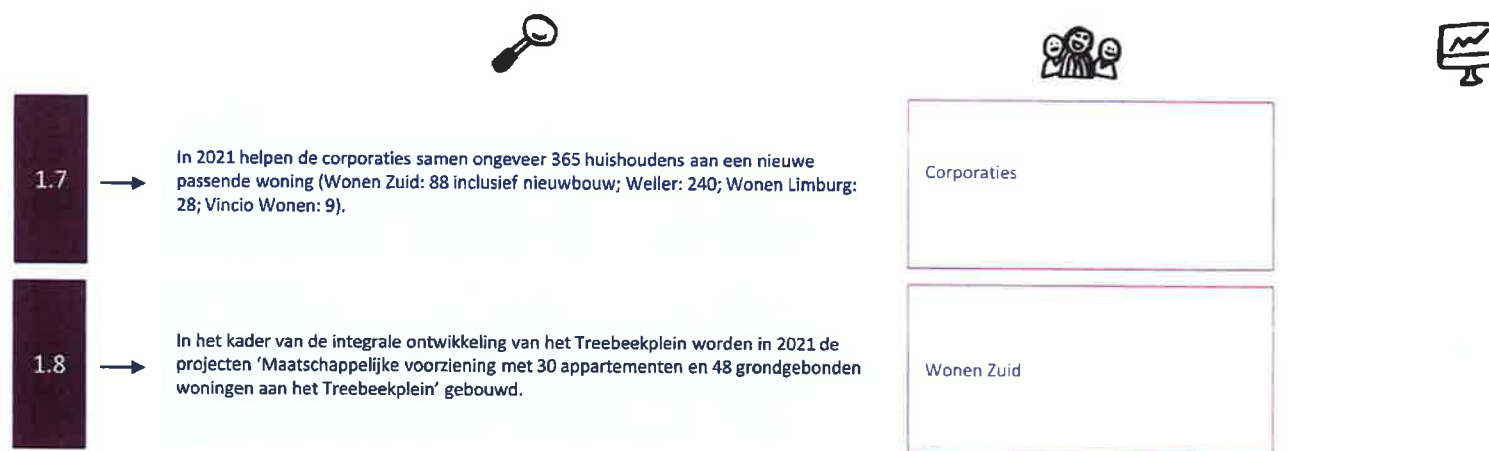 1.7
In 2021 helpen de corporaties samen ongeveer 365 huishoudens aan een nieuwe
passende woning (Wonen Zuid: 88 inclusief nieuwbouw; Weller: 240; Wonen Limburg:
28; Vincio Wonen: 9).
Corporaties
1.8
In het kader van de integrale ontwikkeling van het Treebeekplein worden in 2021 de
projecten ‘Maatschappelijke voorziening met 30 appartementen en 48 grondgebonden
woningen aan het Treebeekplein’ gebouwd.
Wonen Zuid